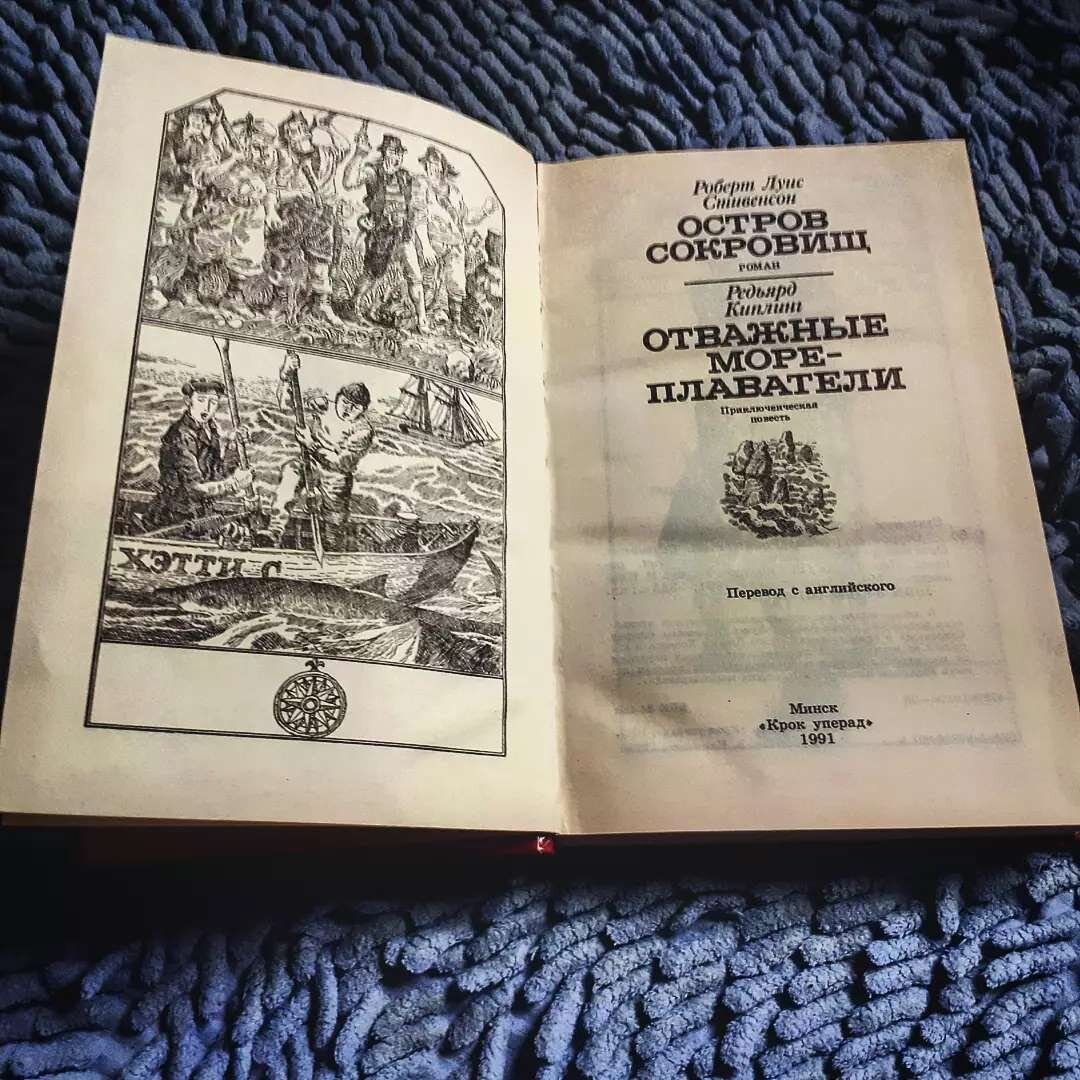 ХЭТТИ С
Роберт Луис
Стивенсон
ОСТРОВ
СОКРОВИЩ
РОМАН
Редьярд
Киплинг
ОТВАЖНЫЕ
МОРЕ-
ПЛАВАТЕЛИ
Приключенческая
повесть
Перевод с английского
Минск
«Крок уперад»
1991